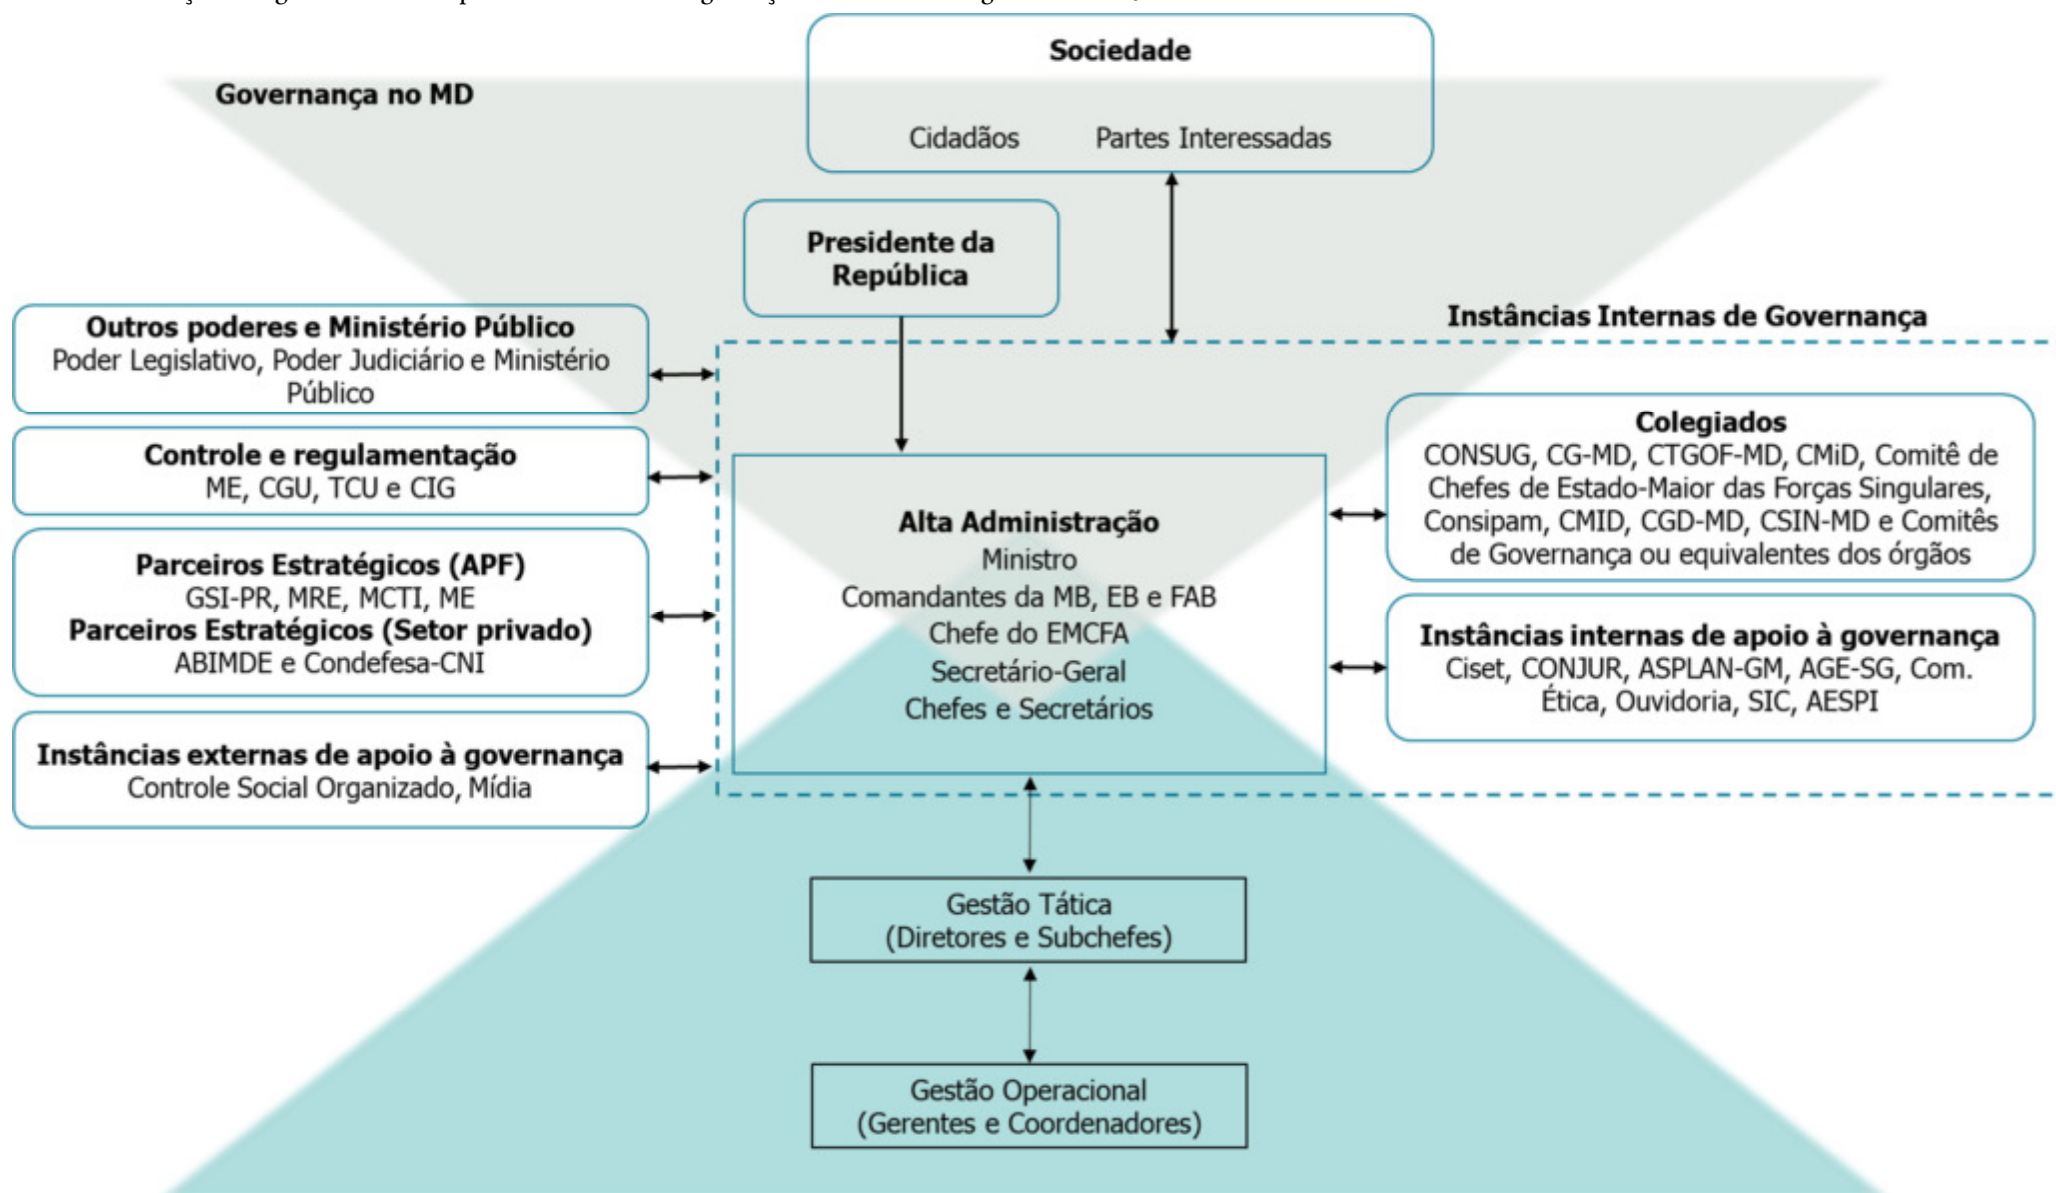 Sociedade
Governança no MD
Cidadãos Partes Interessadas
Presidente da
República
Instâncias Internas de Governança
Outros poderes e Ministério Público
Poder Legislativo, Poder Judiciário e Ministério
Público
Controle e regulamentação
ME, CGU, TCU e CIG
Parceiros Estratégicos (APF)
GSI-PR, MRE, MCTI, ME
Parceiros Estratégicos (Setor privado)
ABIMDE e Condefesa-CNI
Instâncias externas de apoio à governança
Controle Social Organizado, Mídia
Alta Administração
Ministro
Comandantes da MB, EB e FAB
Chefe do EMCFA
Secretário-Geral
Chefes e Secretários
Colegiados
CONSUG, CG-MD, CTGOF-MD, CMiD, Comitê de
Chefes de Estado-Maior das Forças Singulares,
Consipam, CMID, CGD-MD, CSIN-MD e Comitês
de Governança ou equivalentes dos órgãos
Instâncias internas de apoio à governança
Ciset, CONJUR, ASPLAN-GM, AGE-SG, Com.
Ética, Ouvidoria, SIC, AESPI
Gestão Tática
(Diretores e Subchefes)
Gestão Operacional
(Gerentes e Coordenadores)